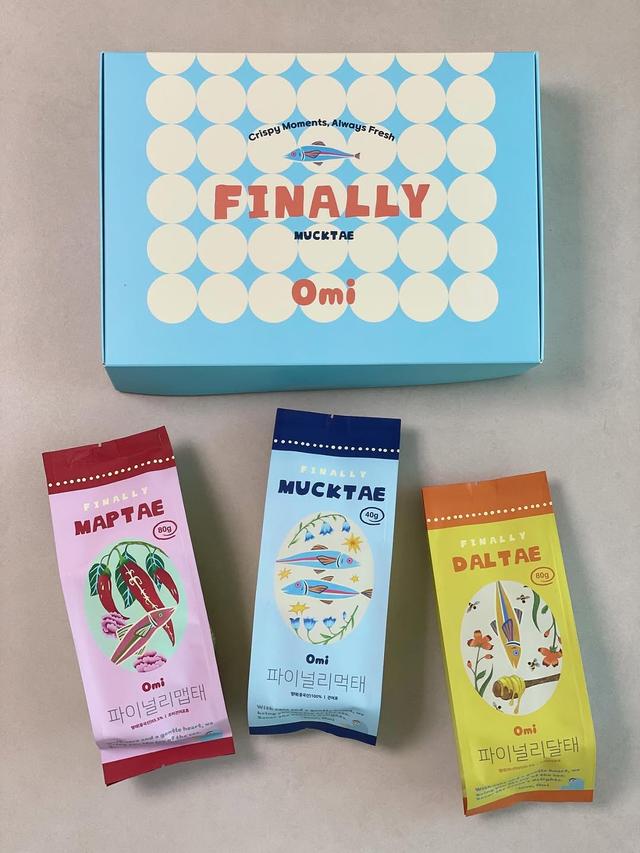 Crispy Moments, Always Fresh
FINALLY
MUCKTAE
Omi
FINALLY
MAPTAE
80g
Omi
파이널리맵태
FINALLY
MUCKTAE
40g
Omi
파이널리먹태
FINALLY
DALTAE
80g
Omi
파이널리달태